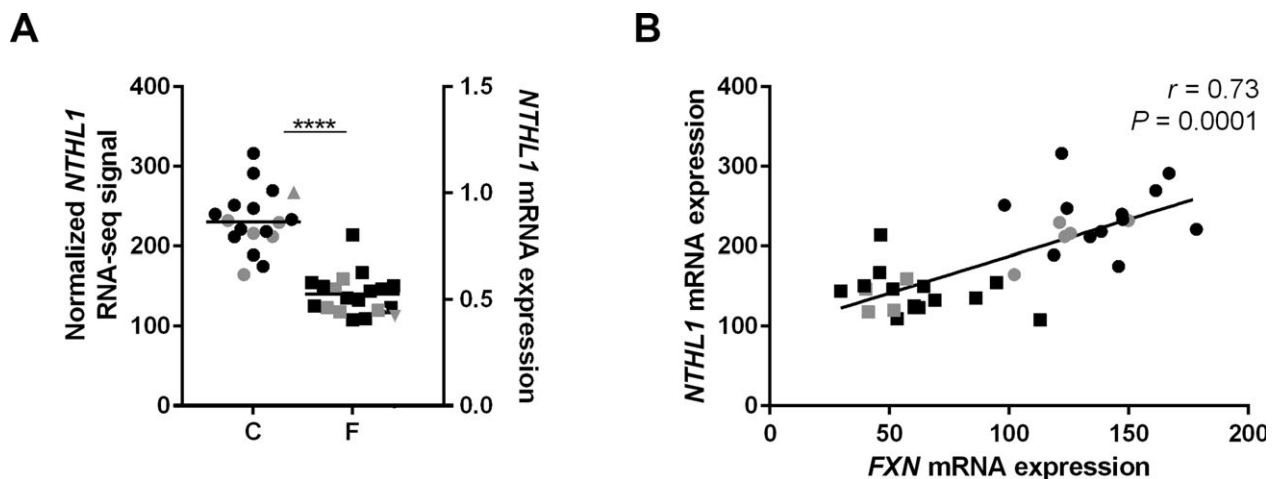 A
Normalized NTHL1
RNA-seq signal
400
300
200
100
0
****
C
F
1.5
1.0
0.5
0.0
NTHL1 mRNA
expression
B
NTHL1 mRNA expression
400
300
200
100
0
r = 0.73
P = 0.0001
0
50
100
150
200
FXN mRNA expression